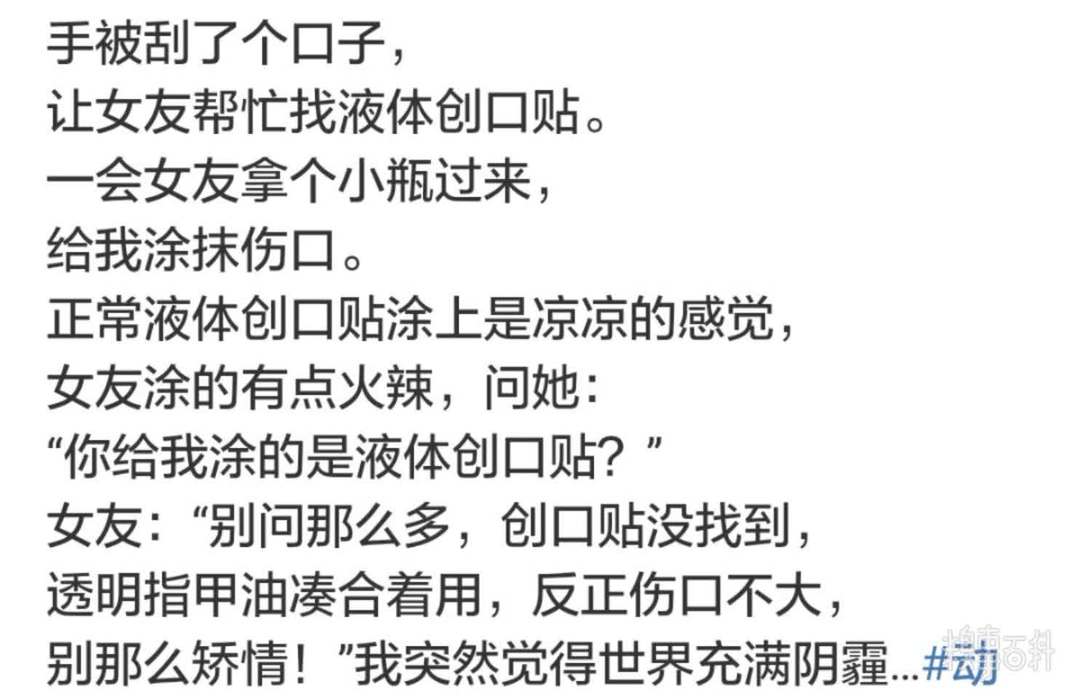 手被刮了个口子，
让女友帮忙找液体创口贴。
一会女友拿个小瓶过来，
给我涂抹伤口。
正常液体创口贴涂上是凉凉的感觉，
女友涂的有点火辣，问她：
“你给我涂的是液体创口贴？”
女友：“别问那么多，创口贴没找到，
透明指甲油凑合着用，反正伤口不大，
别那么矫情！”我突然觉得世界充满阴霾...#动
糗事百科